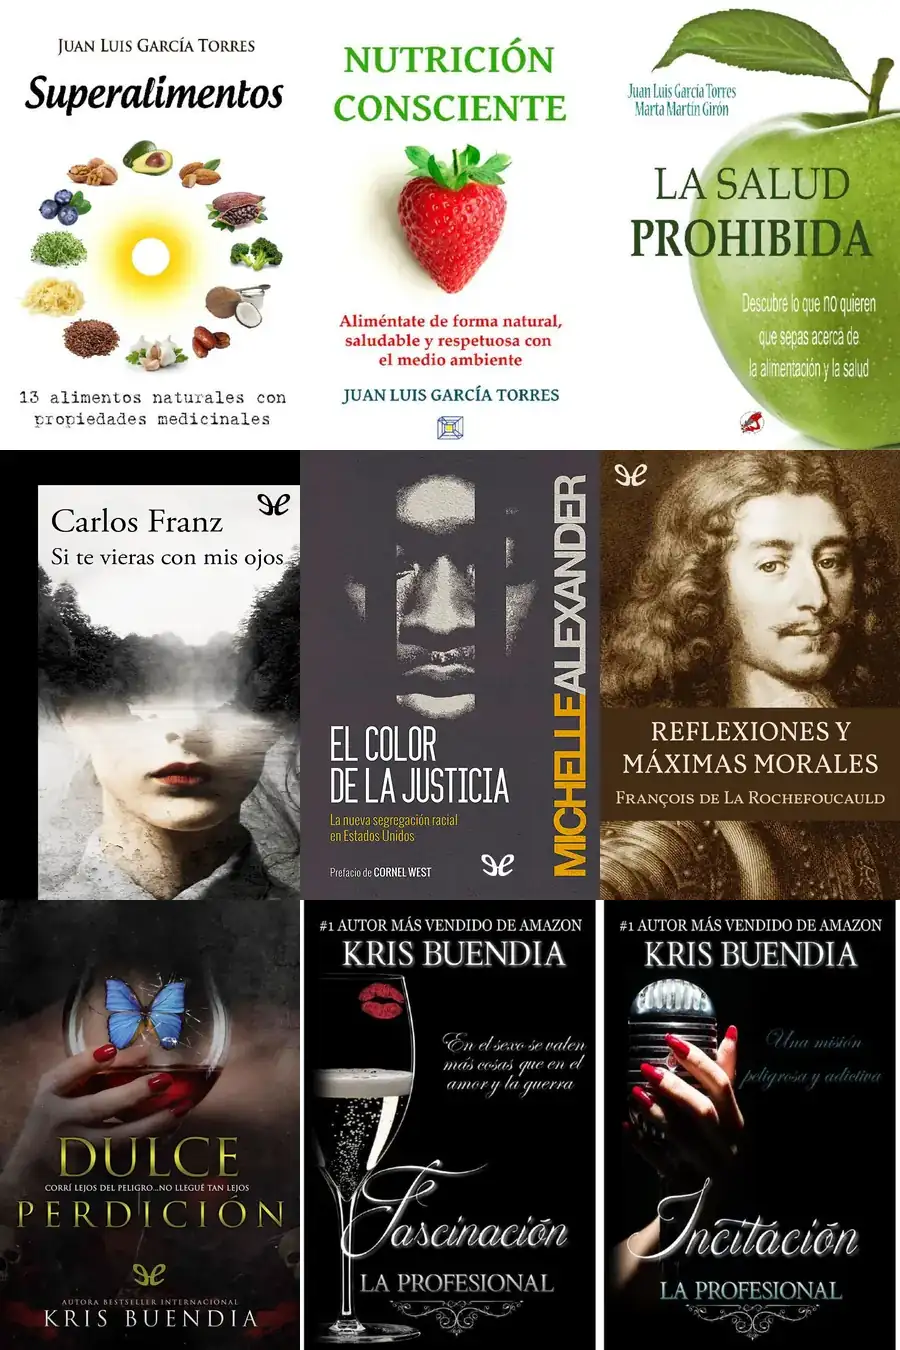 JUAN LUIS GARCÍA TORRES
Superalimentos
13 alimentos naturales con
propiedades medicinales
NUTRICIÓN
CONSCIENTE
Aliméntate de forma natural,
saludable y respetuosa con
el medio ambiente
JUAN LUIS GARCÍA TORRES
Juan Luis García Torres
Marta Martín Girón
LA SALUD
PROHIBIDA
Descubre lo que no quieren
que sepas acerca de
la alimentación y la salud
Carlos Franz
Si te vieras con mis ojos
MICHELLE ALEXANDER
EL COLOR
DE LA JUSTICIA
La nueva segregación racial
en Estados Unidos
Prefacio de CORNEL WEST
REFLEXIONES Y
MÁXIMAS MORALES
FRANÇOIS DE LA ROCHEFOUCAULD
DULCE
CORRÍ LEJOS DEL PELIGRO...NO LLEGUÉ TAN LEJOS
PERDICIÓN
AUTORA BESTSELLER INTERNACIONAL
KRIS BUENDIA
#1 AUTOR MÁS VENDIDO DE AMAZON
KRIS BUENDIA
En el sexo se valen
más cosas que en el
amor y la guerra
Fascinación
LA PROFESIONAL
#1 AUTOR MÁS VENDIDO DE AMAZON
KRIS BUENDIA
Una misión
peligrosa y adictiva
Incitación
LA PROFESIONAL